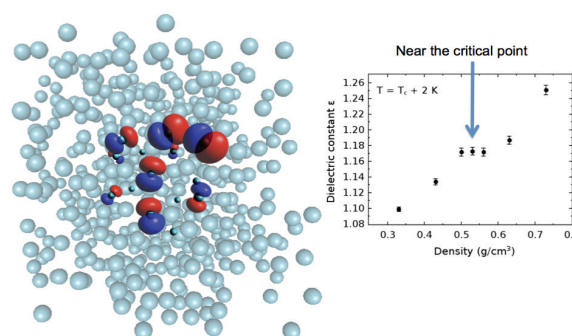 Near the critical point
T = Tc + 2 K
Dielectric constant ε
1.26
1.24
1.22
1.20
1.18
1.16
1.14
1.12
1.10
1.08
0.3 0.4 0.5 0.6 0.7 0.8
Density (g/cm³)